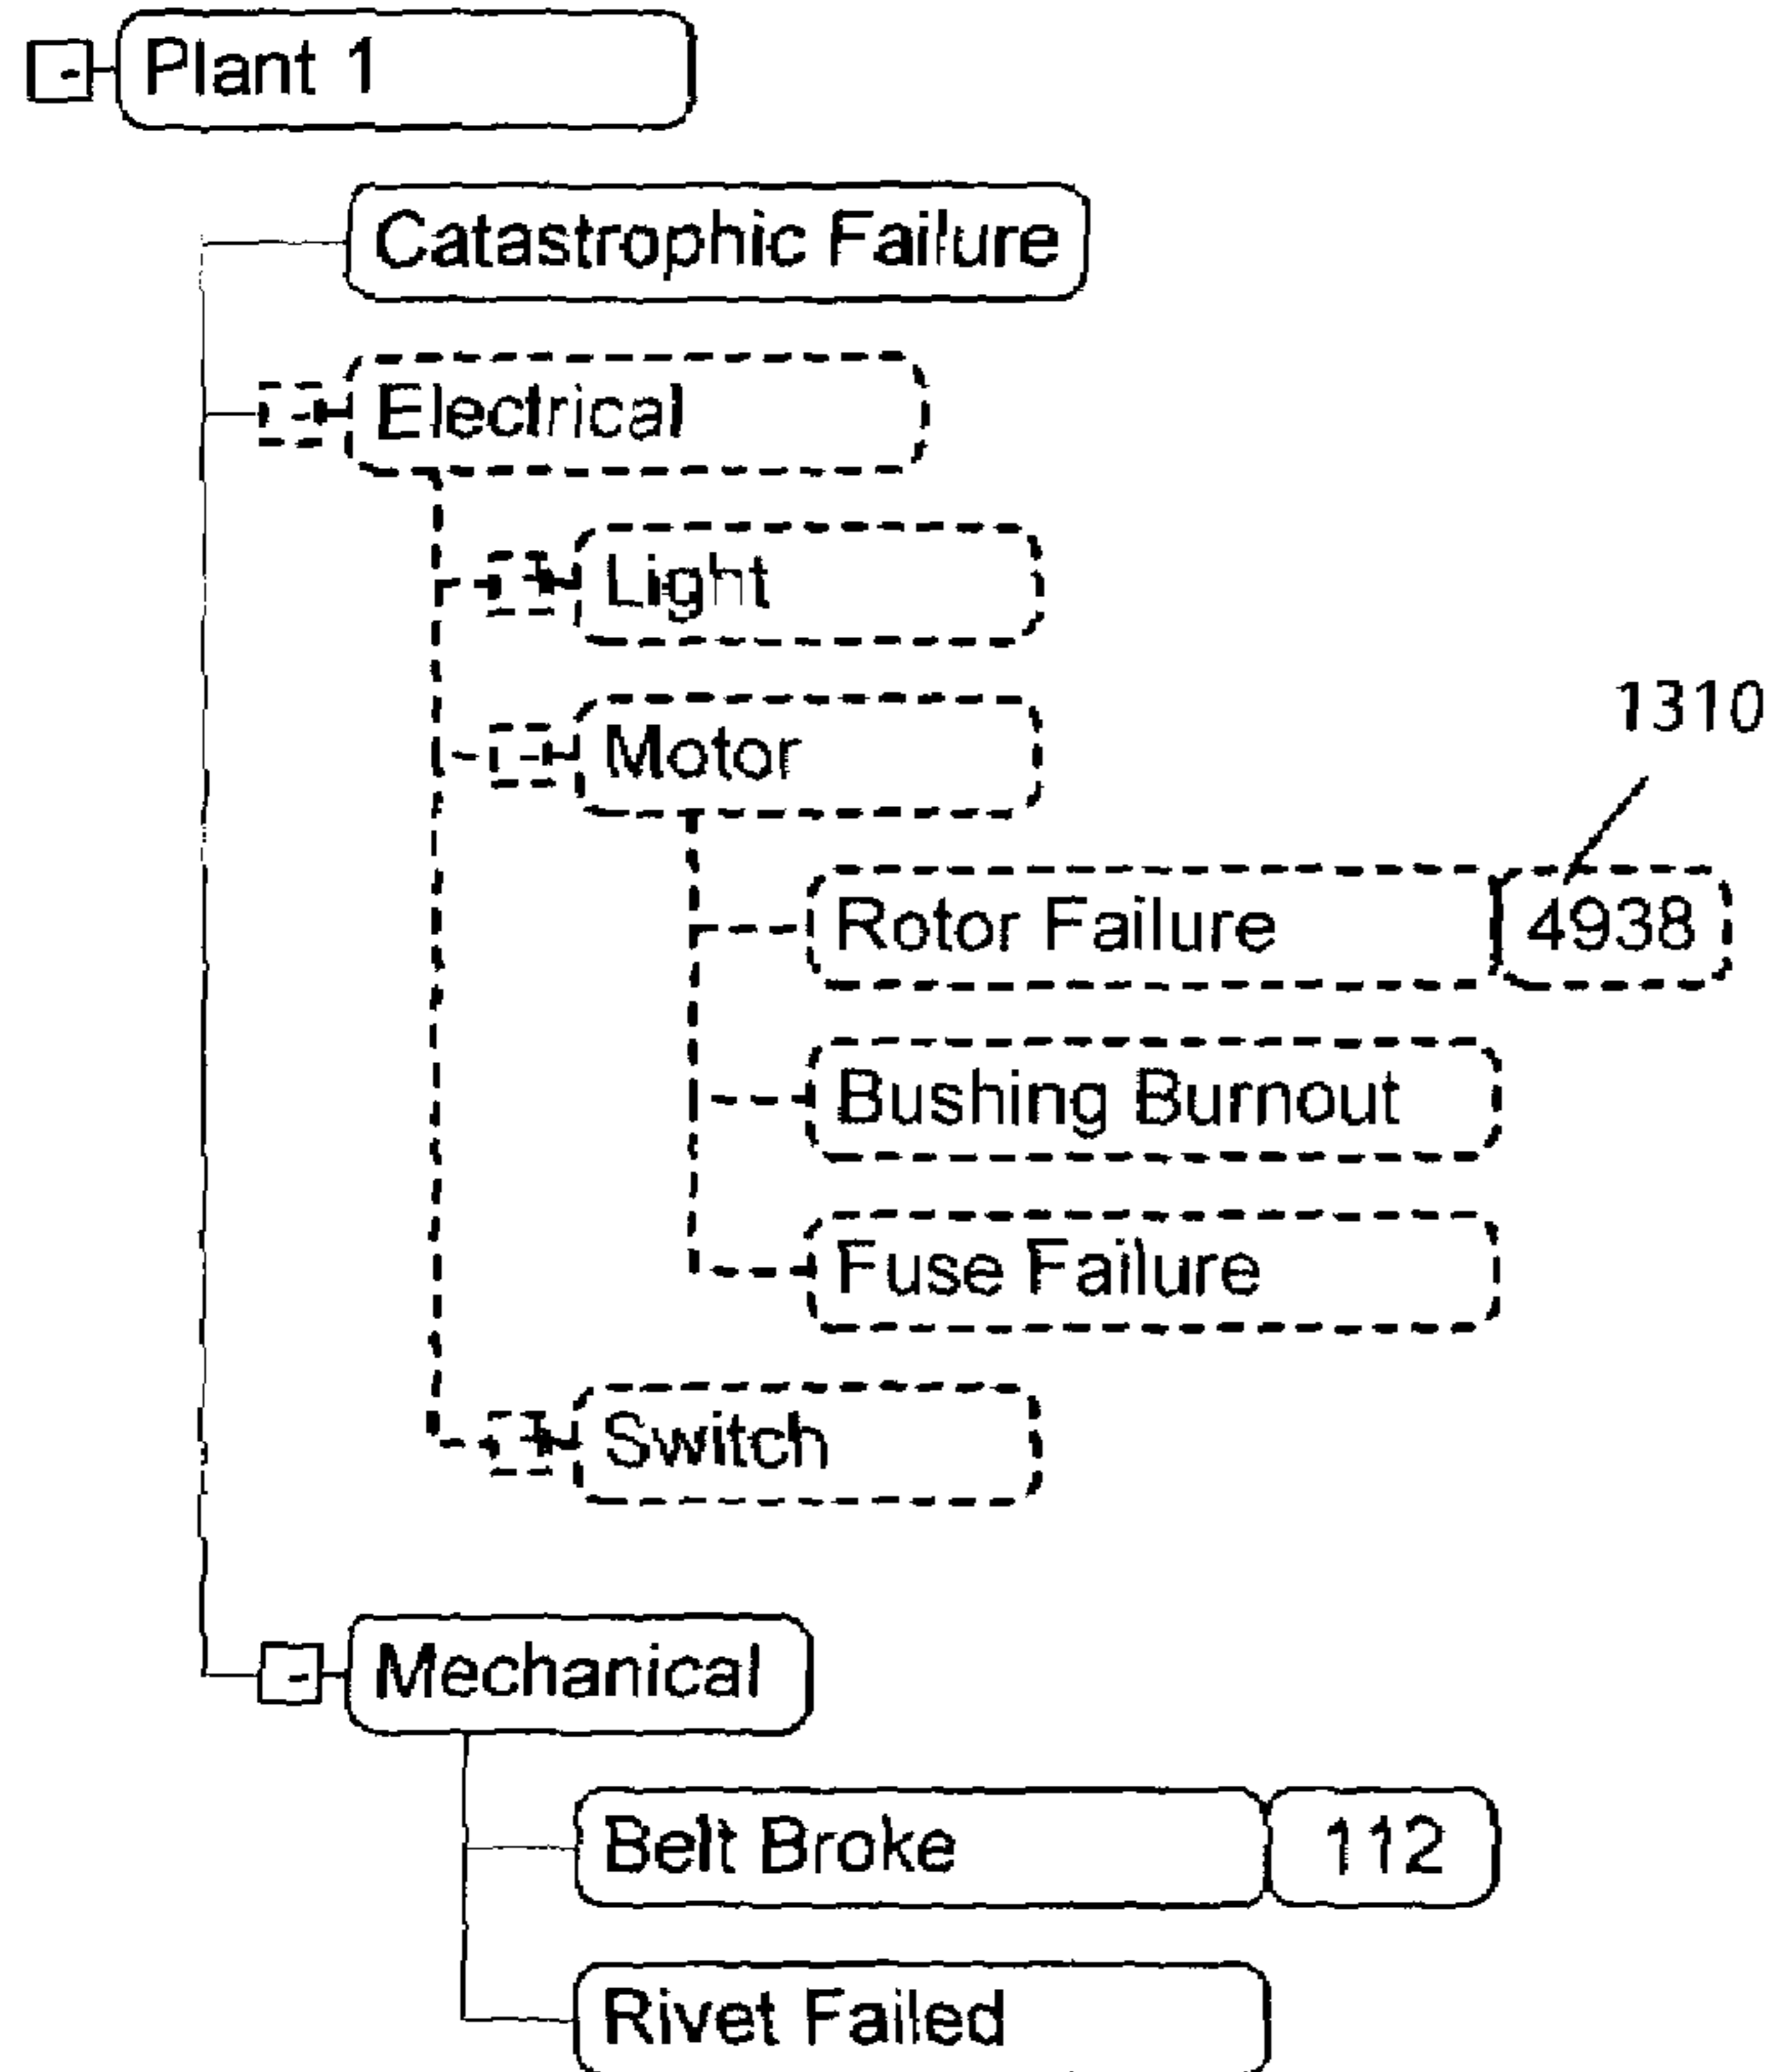 Plant 1
Catastrophic Failure
Electrical
Light
Motor
1310
Rotor Failure 4938
Bushing Burnout
Fuse Failure
Switch
Mechanical
Belt Broke 112
Rivet Failed